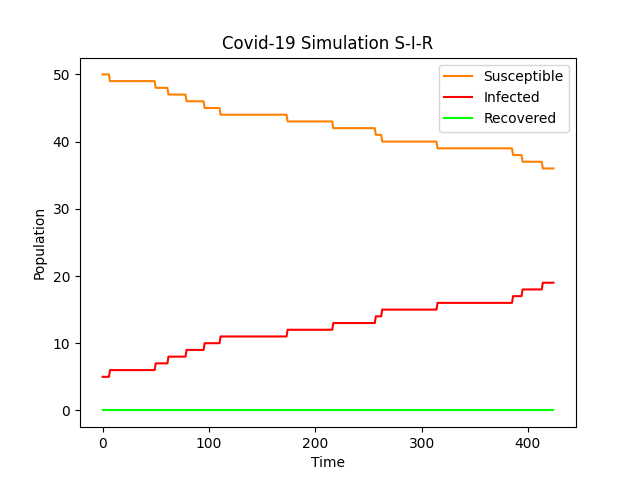 Covid-19 Simulation S-I-R
Susceptible
Infected
Recovered
50
40
30
20
10
0
Population
0 100 200 300 400
Time